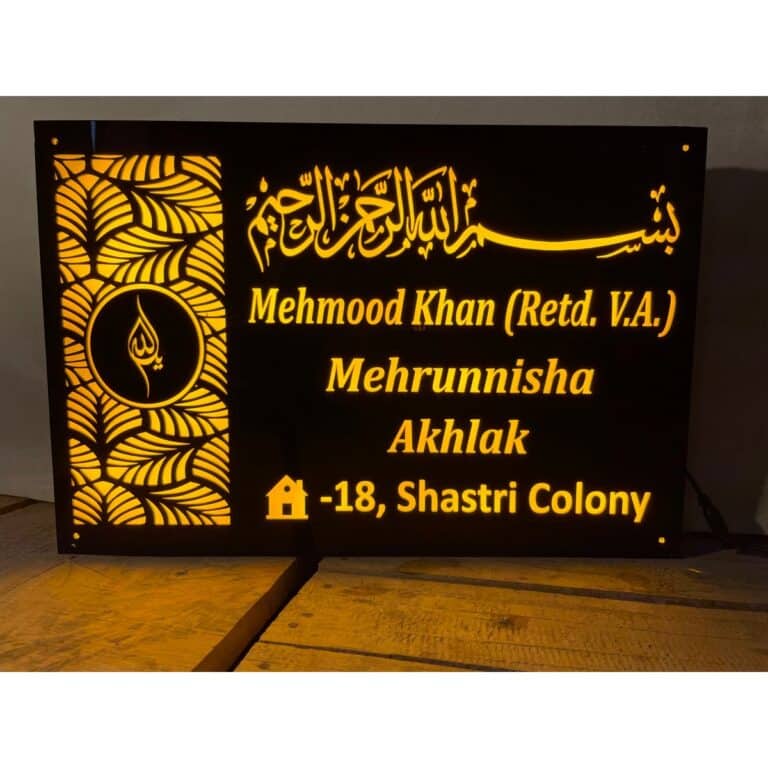 بسم الله الرحمن الرحيم
Mehmood Khan (Retd. V.A.)
Mehrunnisha
Akhlak
-18, Shastri Colony